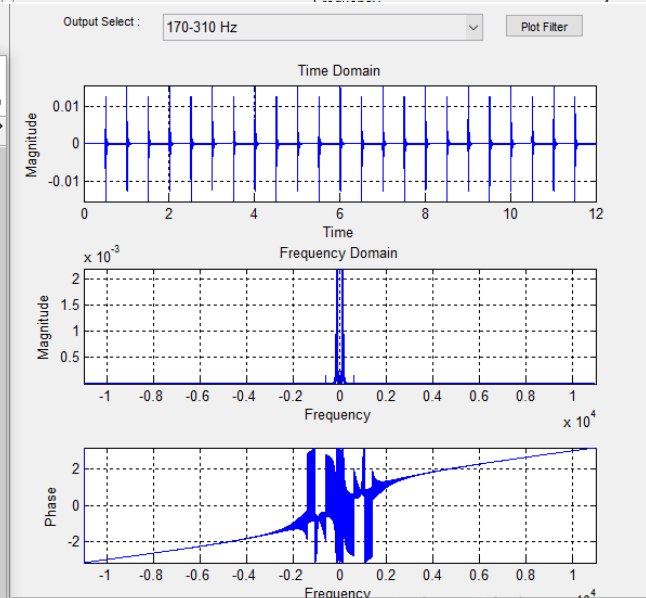 Output Select :
170-310 Hz
Plot Filter
Time Domain
Magnitude
0.01
0
-0.01
0 2 4 6 8 10 12
Time
Frequency Domain
x 10^-3
Magnitude
2
1.5
1
0.5
-1 -0.8 -0.6 -0.4 -0.2 0 0.2 0.4 0.6 0.8 1
Frequency
x 10^4
Phase
2
0
-2
-1 -0.8 -0.6 -0.4 -0.2 0 0.2 0.4 0.6 0.8 1
Frequency